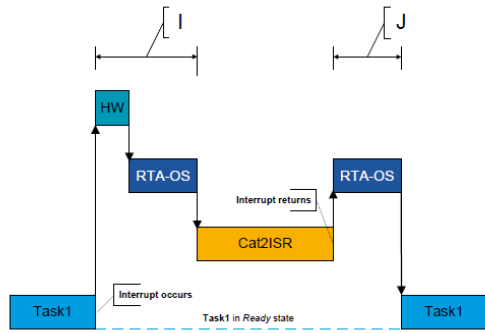 I
J
HW
RTA-OS
RTA-OS
Interrupt returns
Cat2ISR
Interrupt occurs
Task1
Task1 in Ready state
Task1